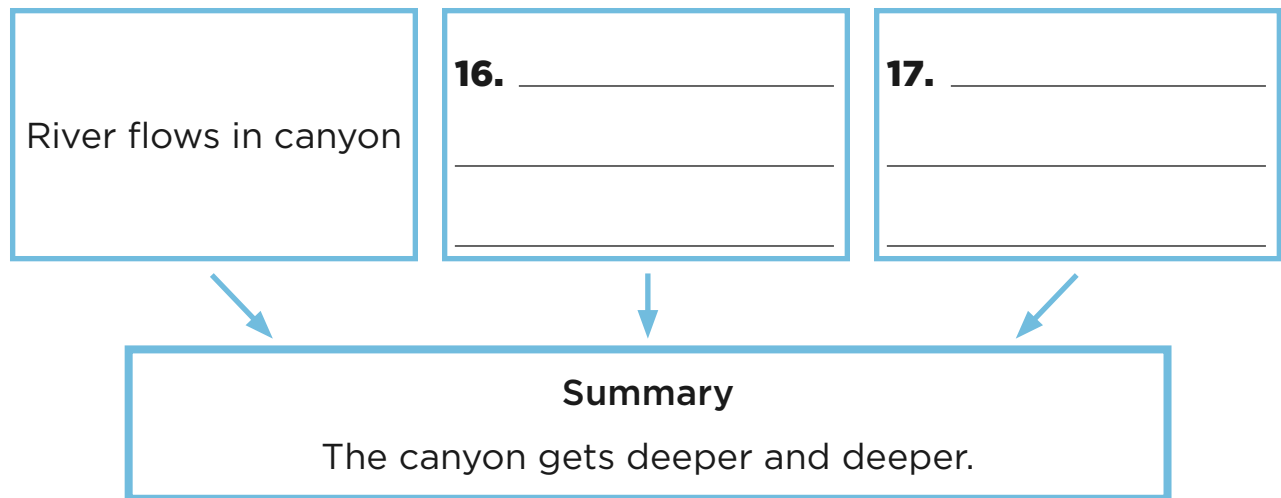 River flows in canyon
16.
17.
Summary
The canyon gets deeper and deeper.